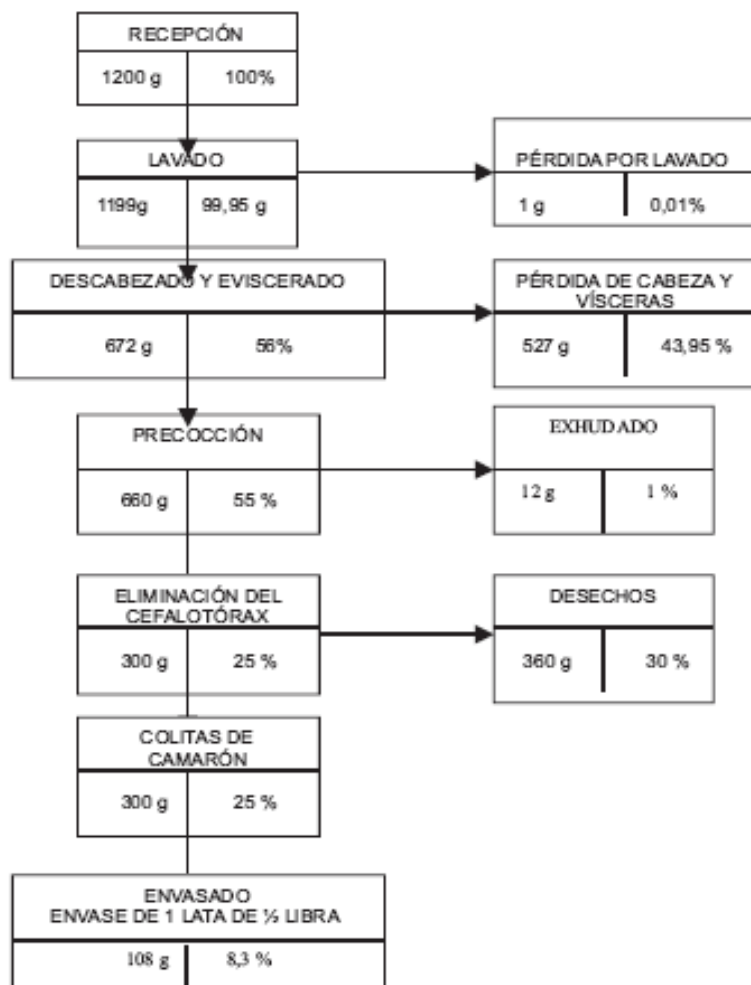 RECEPCIÓN
1200 g 100%
LAVADO
1199g 99,95 g
PÉRDIDA POR LAVADO
1 g 0,01%
DESCABEZADO Y EVISCERADO
672 g 56%
PÉRDIDA DE CABEZA Y
VÍSCERAS
527 g 43,95 %
PRECOCCIÓN
660 g 55 %
EXHUDADO
12 g 1 %
ELIMINACIÓN DEL
CEFALOTÓRAX
300 g 25 %
DESECHOS
360 g 30 %
COLITAS DE
CAMARÓN
300 g 25 %
ENVASADO
ENVASE DE 1 LATA DE ½ LIBRA
108 g 8,3 %